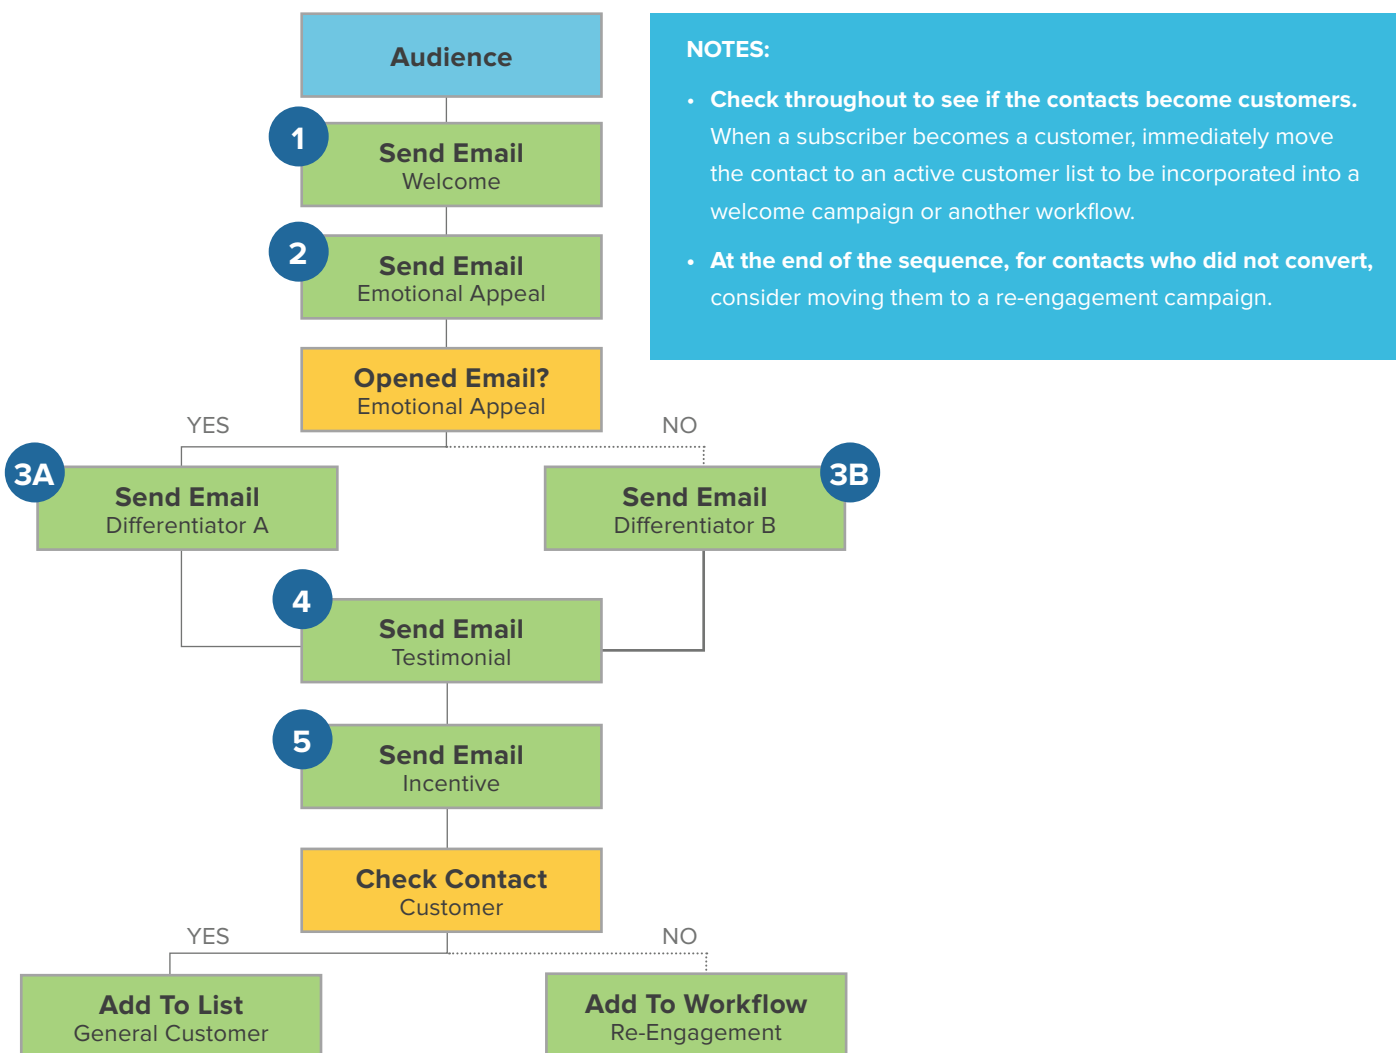 Audience
NOTES:
• Check throughout to see if the contacts become customers.
When a subscriber becomes a customer, immediately move
the contact to an active customer list to be incorporated into a
welcome campaign or another workflow.
• At the end of the sequence, for contacts who did not convert,
consider moving them to a re-engagement campaign.
1
Send Email
Welcome
2
Send Email
Emotional Appeal
Opened Email?
Emotional Appeal
YES
NO
3A
Send Email
Differentiator A
3B
Send Email
Differentiator B
4
Send Email
Testimonial
5
Send Email
Incentive
Check Contact
Customer
YES
NO
Add To List
General Customer
Add To Workflow
Re-Engagement